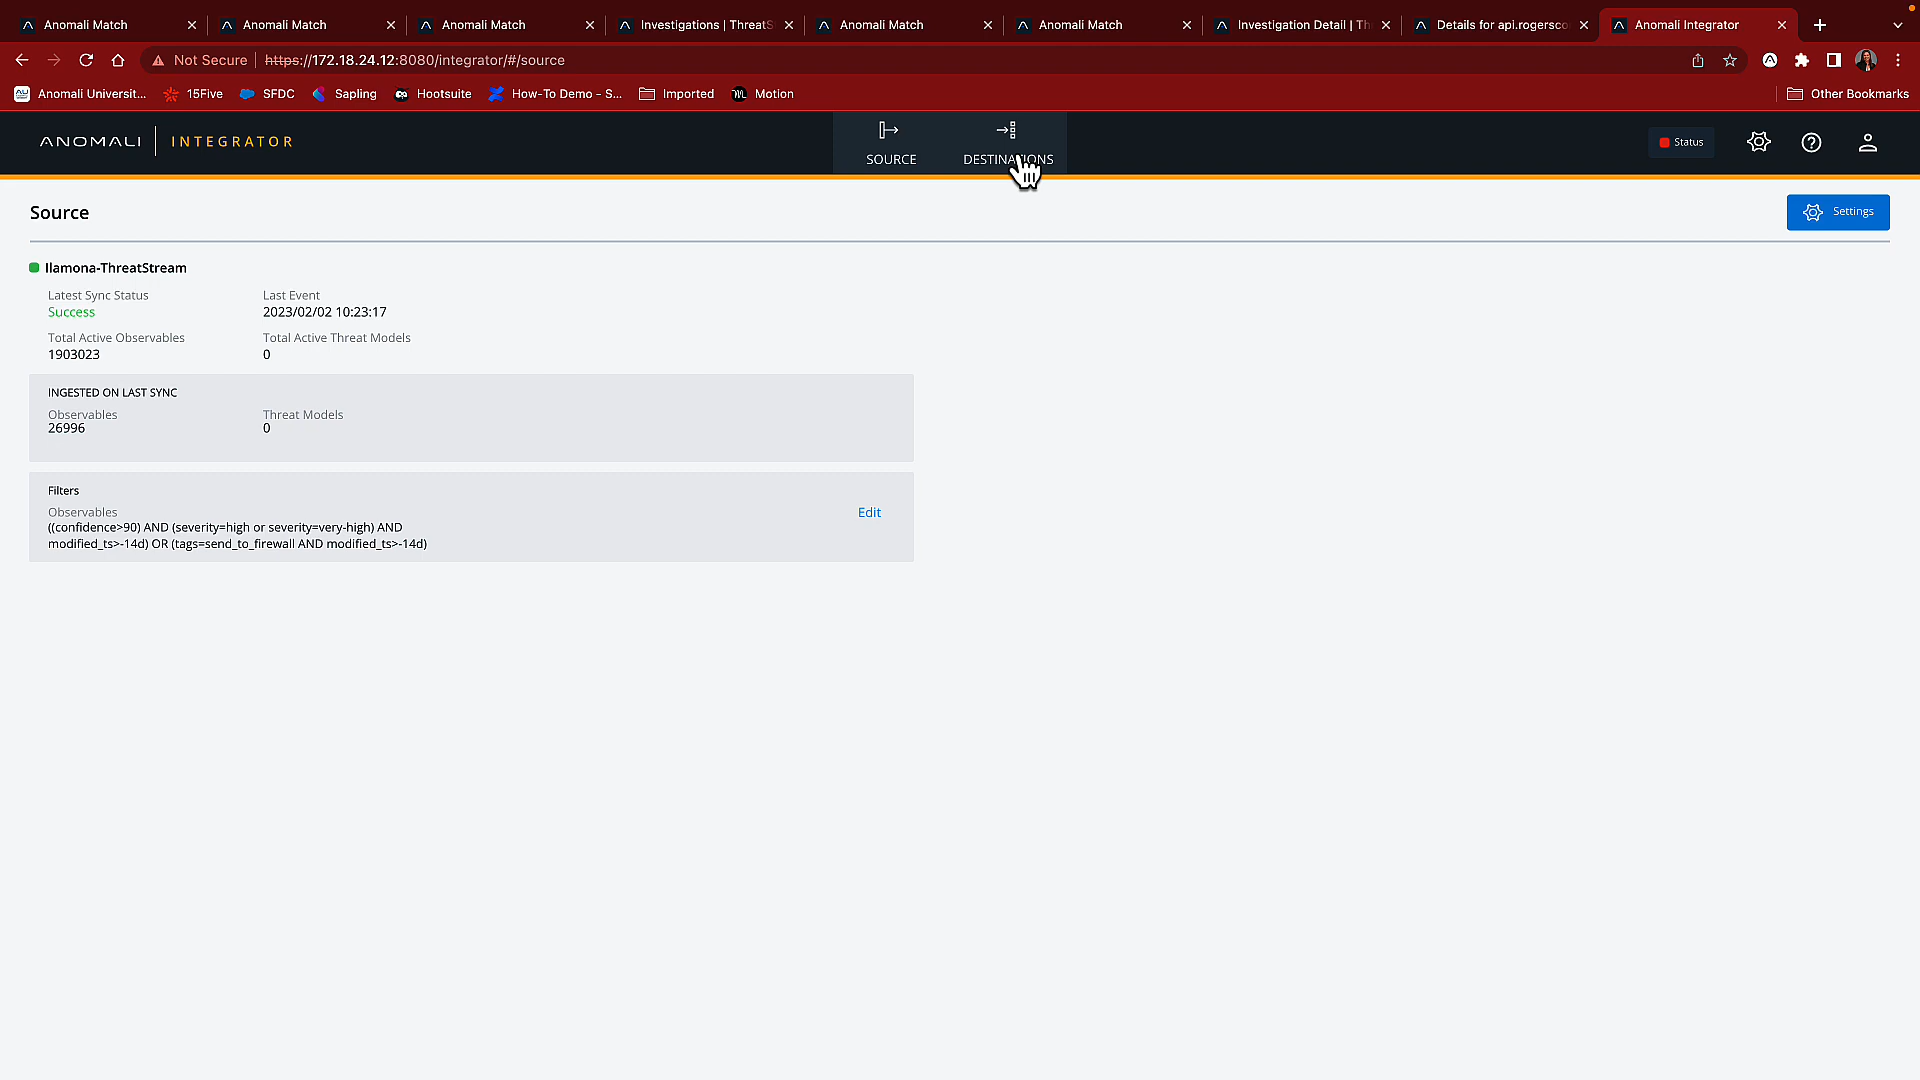 Anomali Match
Anomali Match
Anomali Match
Investigations | ThreatS
Anomali Match
Anomali Match
Investigation Detail | Th
Details for api.rogersco
Anomali Integrator
Not Secure
https://172.18.24.12:8080/integrator/#/source
Anomali Universit...
15Five
SFDC
Sapling
Hootsuite
How-To Demo - S...
Imported
Motion
Other Bookmarks
ANOMALI
INTEGRATOR
SOURCE
DESTINATIONS
Status
Source
Settings
llamona-ThreatStream
Latest Sync Status
Last Event
Success
2023/02/02 10:23:17
Total Active Observables
Total Active Threat Models
1903023
0
INGESTED ON LAST SYNC
Observables
Threat Models
26996
0
Filters
Observables
Edit
((confidence>90) AND (severity=high or severity=very-high) AND
modified_ts>-14d) OR (tags=send_to_firewall AND modified_ts>-14d)